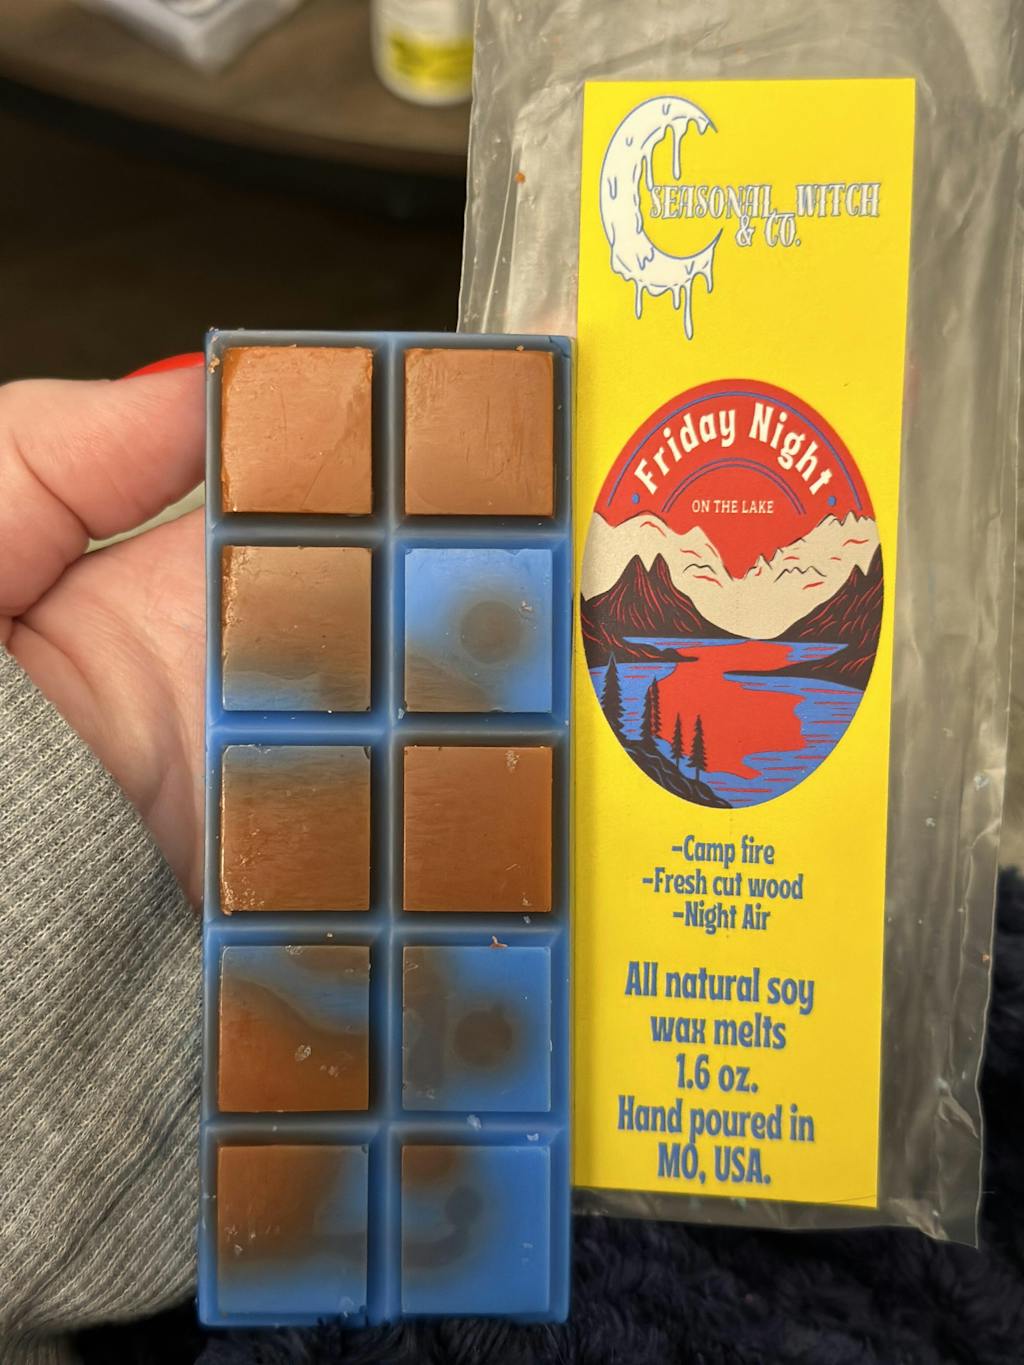 SEASONAL WITCH
& CO.
Friday Night
ON THE LAKE
-Camp fire
-Fresh cut wood
-Night Air
All natural soy
wax melts
1.6 oz.
Hand poured in
MO, USA.